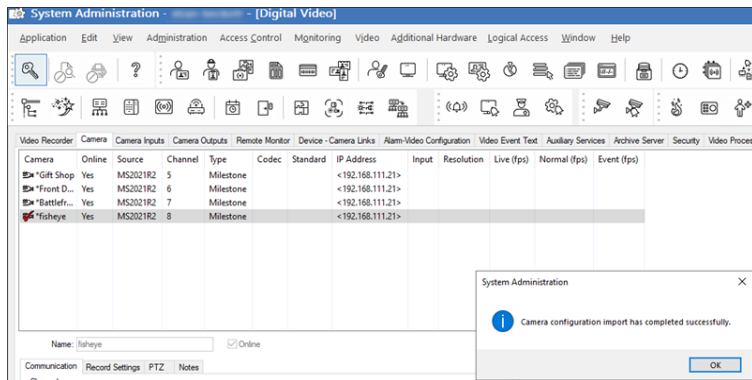 System Administration - - [Digital Video]
Application Edit View Administration Access Control Monitoring Video Additional Hardware Logical Access Window Help
Video Recorder Camera Camera Inputs Camera Outputs Remote Monitor Device - Camera Links Alarm-Video Configuration Video Event Text Auxiliary Services Archive Server Security Video Proces
Camera Online Source Channel Type Codec Standard IP Address Input Resolution Live (fps) Normal (fps) Event (fps)
*Gift Shop Yes MS2021R2 5 Milestone <192.168.111.21>
*Front D... Yes MS2021R2 6 Milestone <192.168.111.21>
*Battlefr... Yes MS2021R2 7 Milestone <192.168.111.21>
*fisheye Yes MS2021R2 8 Milestone <192.168.111.21>
System Administration
Camera configuration import has completed successfully.
Name: fisheye Online
OK
Communication Record Settings PTZ Notes